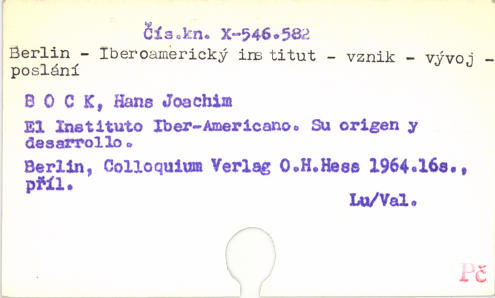 Čís.kn. X-546.582
Berlin - Iberoamerický institut - vznik - vývoj -
poslání
B O C K, Hans Joachim
El Instituto Iber-Americano. Su origen y
desarrollo.
Berlin, Colloquium Verlag O.H.Hess 1964.16s.,
příl.
Lu/Val.
Pč